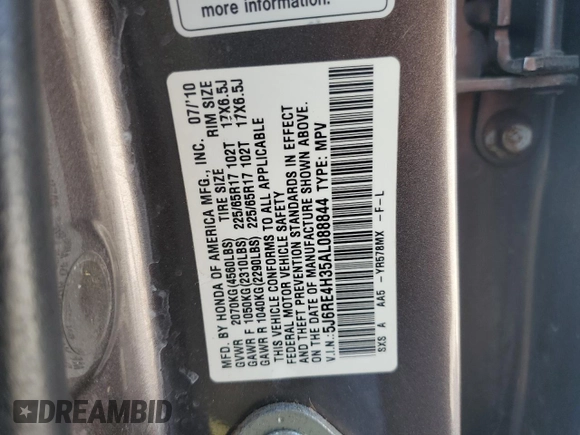 more information.
MFD. BY HONDA OF AMERICA MFG., INC. 07/'10
TIRE SIZE RIM SIZE
GVWR 2070KG(4560LBS) 225/65R17 102T 17X6.5J
GAWR F 1050KG(2310LBS) 225/65R17 102T 17X6.5J
GAWR R 1040KG(2290LBS)
THIS VEHICLE CONFORMS TO ALL APPLICABLE
FEDERAL MOTOR VEHICLE SAFETY
AND THEFT PREVENTION STANDARDS IN EFFECT
ON THE DATE OF MANUFACTURE SHOWN ABOVE.
V.I.N.:5J6RE4H35AL088844 TYPE: MPV
SXS A AA5 -YR578MX -F-L
DREAMBID